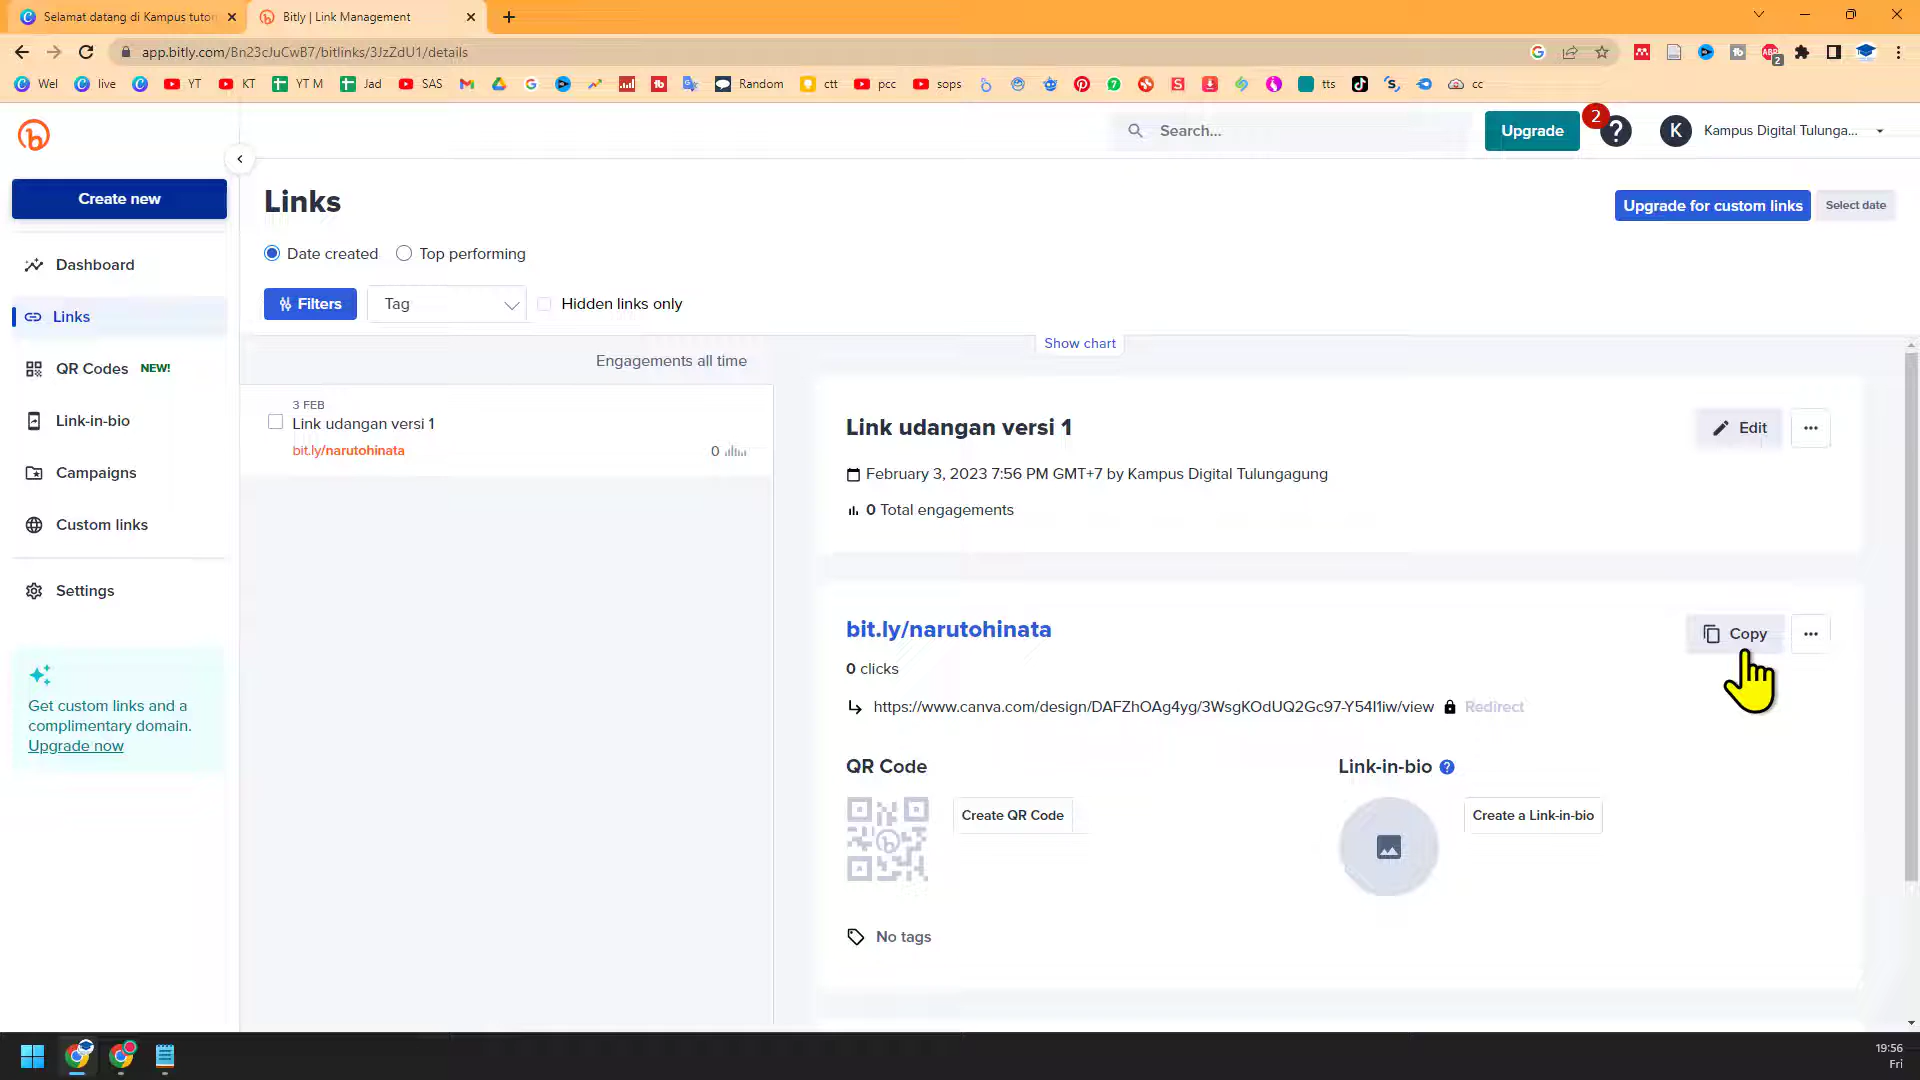 Selamat datang di Kampus tutor
Bitly | Link Management
app.bitly.com/Bn23cJuCwB7/bitlinks/3JzZdU1/details
Wel
live
YT
KT
YT M
Jad
SAS
Random
ctt
pcc
sops
tts
cc
Search...
Upgrade
2
K
Kampus Digital Tulunga...
Create new
Links
Upgrade for custom links
Select date
Date created
Top performing
Dashboard
Filters
Tag
Hidden links only
Links
Show chart
QR Codes NEW!
Engagements all time
3 FEB
Link udangan versi 1
bit.ly/narutohinata
0
Link-in-bio
Campaigns
Custom links
Settings
Get custom links and a
complimentary domain.
Upgrade now
Link udangan versi 1
Edit
February 3, 2023 7:56 PM GMT+7 by Kampus Digital Tulungagung
0 Total engagements
bit.ly/narutohinata
Copy
0 clicks
https://www.canva.com/design/DAFZhOAg4yg/3WsgKOdUQ2Gc97-Y54I1iw/view
Redirect
QR Code
Create QR Code
Link-in-bio
Create a Link-in-bio
No tags
19:56
Fri